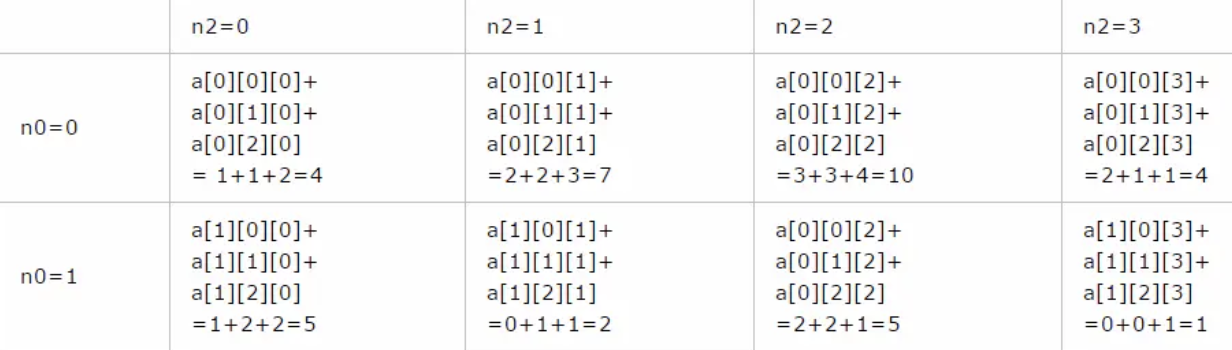 n2=0 n2=1 n2=2 n2=3
n0=0
a[0][0][0]+
a[0][1][0]+
a[0][2][0]
= 1+1+2=4
a[0][0][1]+
a[0][1][1]+
a[0][2][1]
=2+2+3=7
a[0][0][2]+
a[0][1][2]+
a[0][2][2]
=3+3+4=10
a[0][0][3]+
a[0][1][3]+
a[0][2][3]
=2+1+1=4
n0=1
a[1][0][0]+
a[1][1][0]+
a[1][2][0]
=1+2+2=5
a[1][0][1]+
a[1][1][1]+
a[1][2][1]
=0+1+1=2
a[0][0][2]+
a[0][1][2]+
a[0][2][2]
=2+2+1=5
a[1][0][3]+
a[1][1][3]+
a[1][2][3]
=0+0+1=1